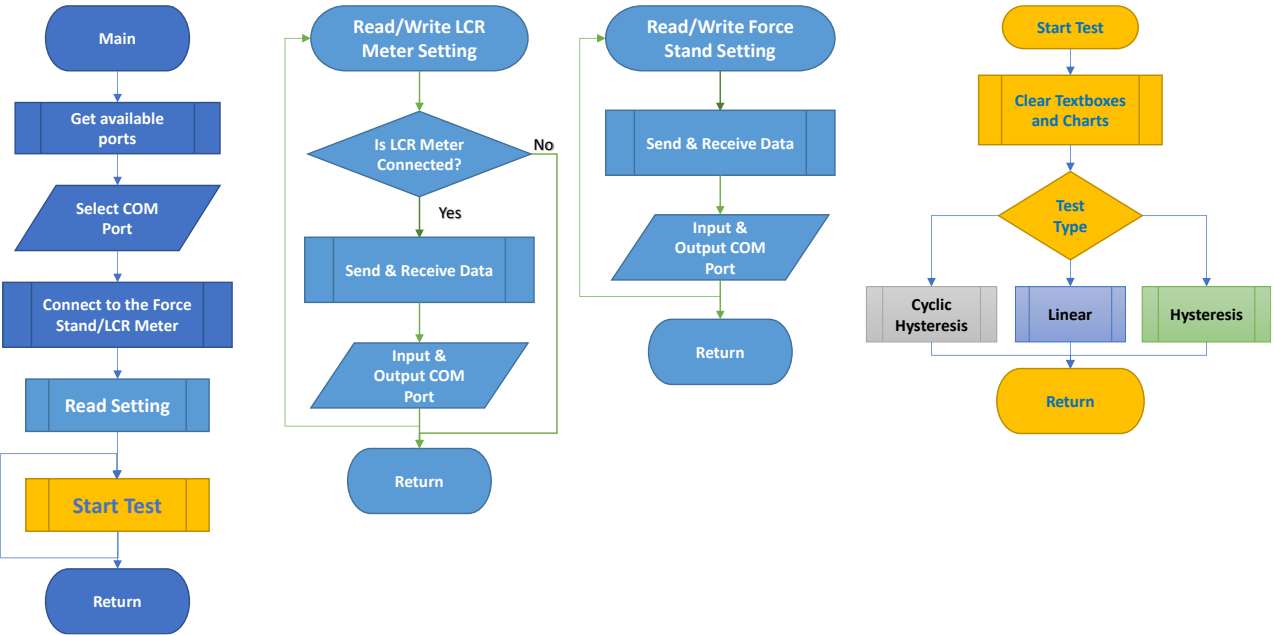 Main
Get available
ports
Select COM
Port
Connect to the Force
Stand/LCR Meter
Read Setting
Start Test
Return
Read/Write LCR
Meter Setting
Is LCR Meter
Connected?
No
Yes
Send & Receive Data
Input &
Output COM
Port
Return
Read/Write Force
Stand Setting
Send & Receive Data
Input &
Output COM
Port
Return
Start Test
Clear Textboxes
and Charts
Test
Type
Cyclic
Hysteresis
Linear
Hysteresis
Return